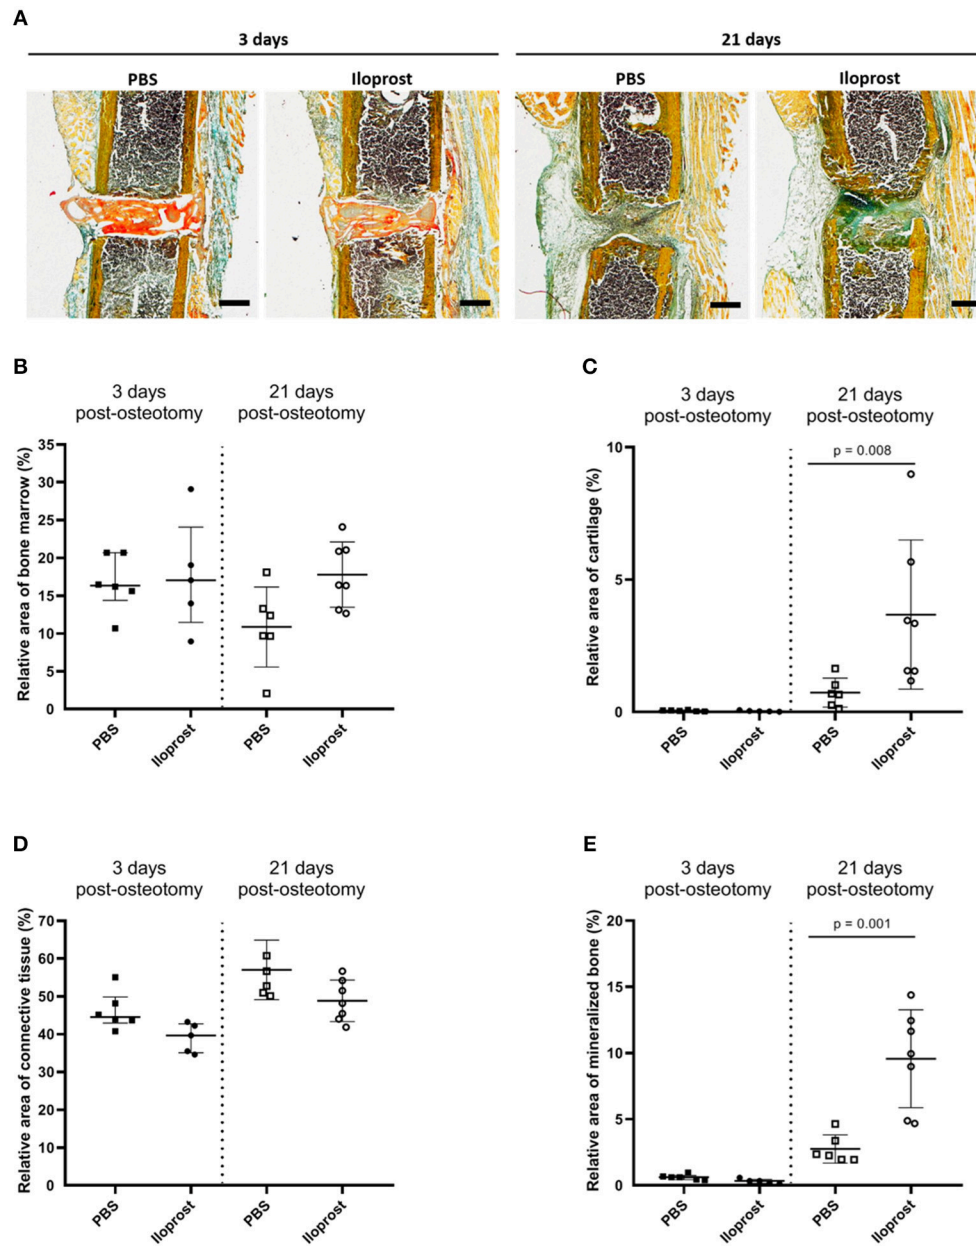 A
3 days
21 days
PBS
Iloprost
PBS
Iloprost
B
3 days
post-osteotomy
21 days
post-osteotomy
Relative area of bone marrow (%)
35
30
25
20
15
10
5
0
PBS
Iloprost
PBS
Iloprost
C
3 days
post-osteotomy
21 days
post-osteotomy
Relative area of cartilage (%)
10
5
0
p = 0.008
PBS
Iloprost
PBS
Iloprost
D
3 days
post-osteotomy
21 days
post-osteotomy
Relative area of connective tissue (%)
70
60
50
40
30
20
10
0
PBS
Iloprost
PBS
Iloprost
E
3 days
post-osteotomy
21 days
post-osteotomy
Relative area of mineralized bone (%)
20
15
10
5
0
p = 0.001
PBS
Iloprost
PBS
Iloprost